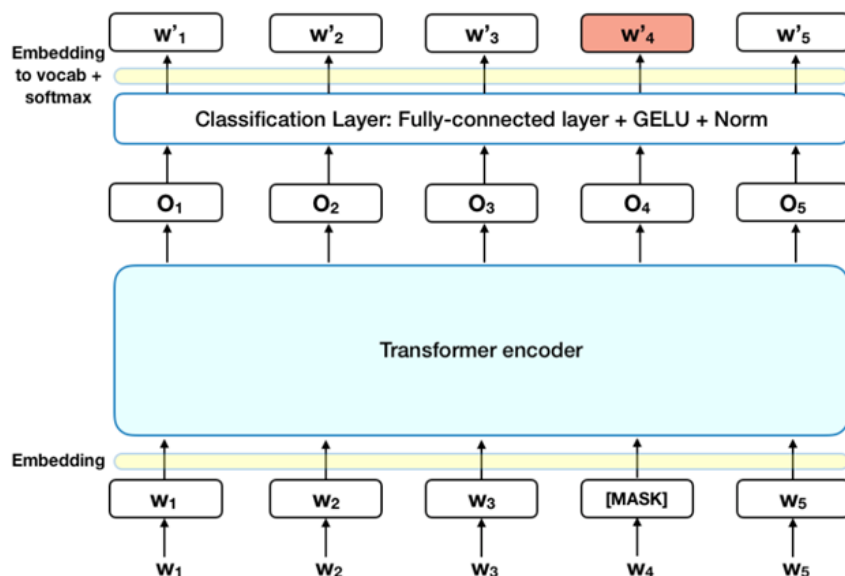 w'₁ w'₂ w'₃ w'₄ w'₅
Embedding
to vocab +
softmax
Classification Layer: Fully-connected layer + GELU + Norm
O₁ O₂ O₃ O₄ O₅
Transformer encoder
Embedding
w₁ w₂ w₃ [MASK] w₅
w₁ w₂ w₃ w₄ w₅